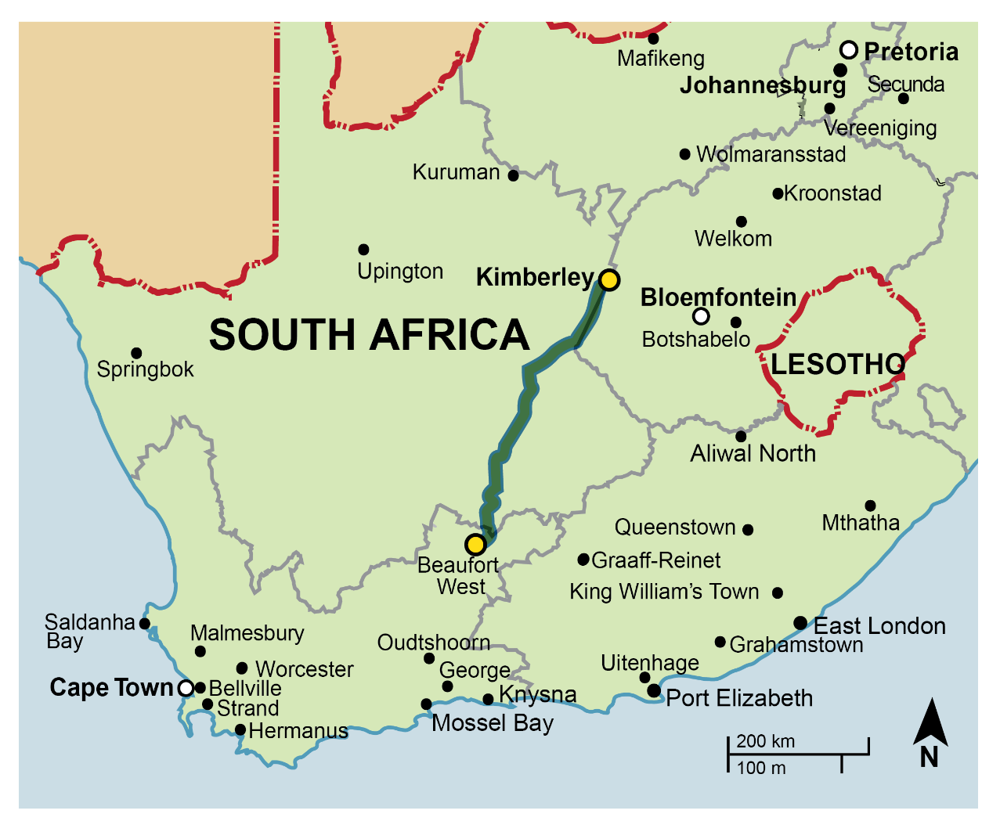 Mafikeng
Pretoria
Johannesburg
Secunda
Vereeniging
Wolmaransstad
Kuruman
Kroonstad
Welkom
Upington
Kimberley
Bloemfontein
Botshabelo
SOUTH AFRICA
LESOTHO
Springbok
Aliwal North
Mthatha
Queenstown
Graaff-Reinet
Beaufort
West
King William's Town
Saldanha
Bay
Malmesbury
East London
Oudtshoorn
Grahamstown
Worcester
George
Uitenhage
Cape Town
Bellville
Knysna
Port Elizabeth
Strand
Mossel Bay
Hermanus
200 km
100 m
N